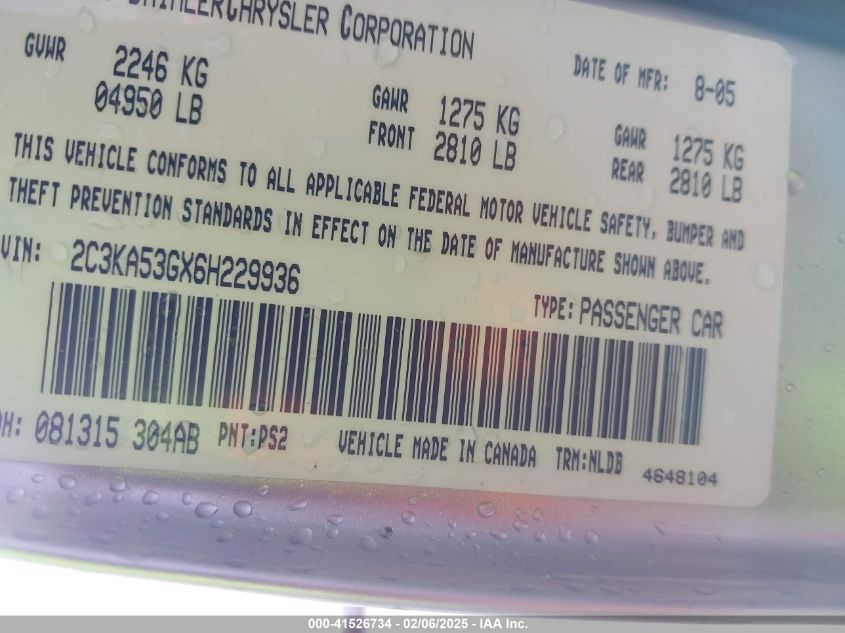 DAIMLERCHRYSLER CORPORATION
DATE OF MFR: 8-05
GVWR 2246 KG
04950 LB
GAWR FRONT 1275 KG
2810 LB
GAWR REAR 1275 KG
2810 LB
THIS VEHICLE CONFORMS TO ALL APPLICABLE FEDERAL MOTOR VEHICLE SAFETY, BUMPER AND
THEFT PREVENTION STANDARDS IN EFFECT ON THE DATE OF MANUFACTURE SHOWN ABOVE.
VIN: 2C3KA53GX6H229936
TYPE: PASSENGER CAR
081315 304AB PNT:PS2 VEHICLE MADE IN CANADA TRM:NLDB 4648104
000-41526734 - 02/06/2025 - IAA Inc.